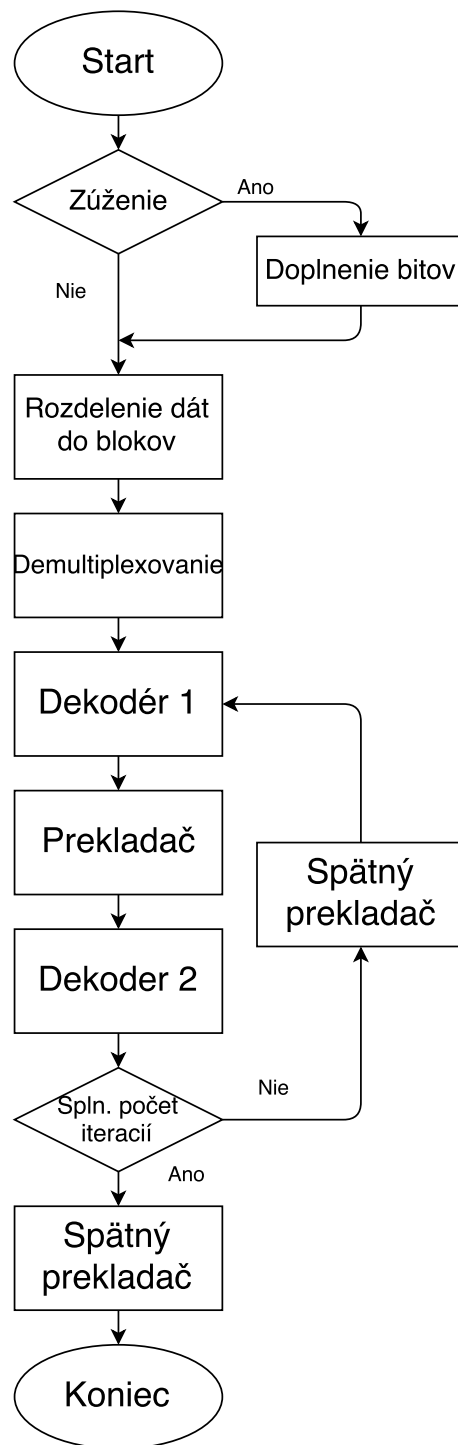 Start
Zúženie
Ano
Doplnenie bitov
Nie
Rozdelenie dát
do blokov
Demultiplexovanie
Dekodér 1
Prekladač
Spätný
prekladač
Dekoder 2
Spln. počet
iteracií
Nie
Ano
Spätný
prekladač
Koniec